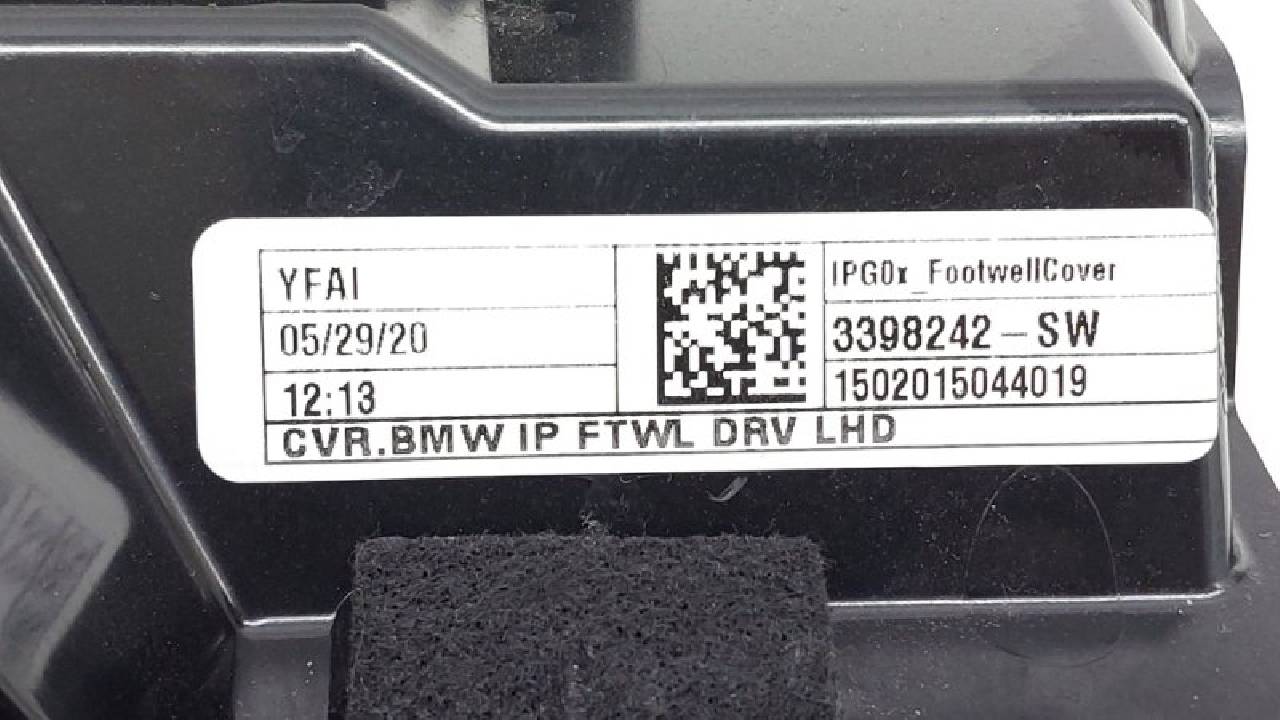 YFAI
05/29/20
12:13
IPG0x_FootwellCover
3398242-SW
1502015044019
CVR.BMW IP FTWL DRV LHD